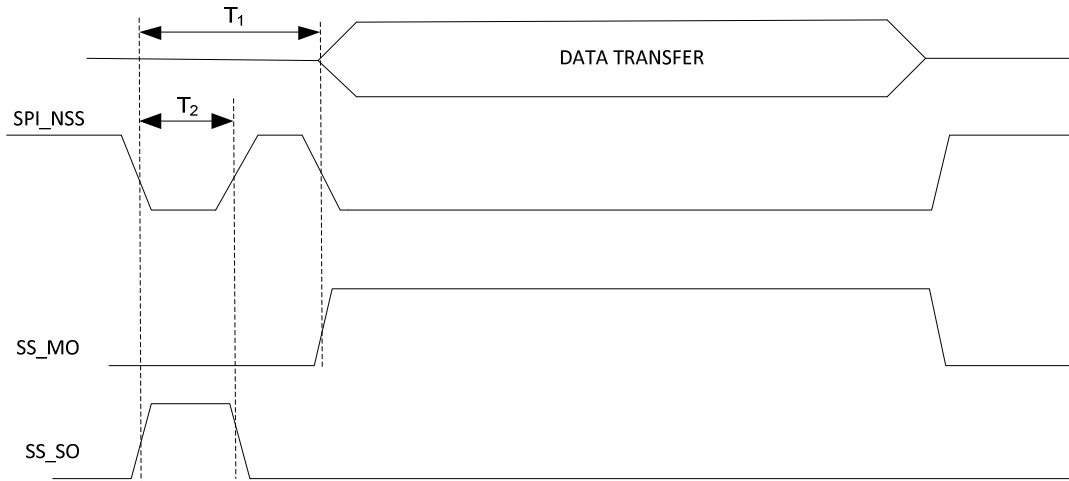 T1
DATA TRANSFER
T2
SPI_NSS
SS_MO
SS_SO